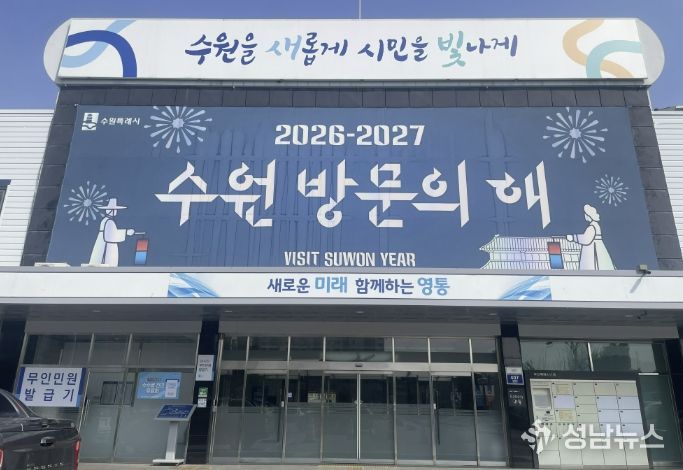 수원을 새롭게 시민을 빛나게
수원특례시
2026-2027
수원 방문의 해
VISIT SUWON YEAR
새로운 미래 함께하는 영통
무인민원
발급기
성남뉴스